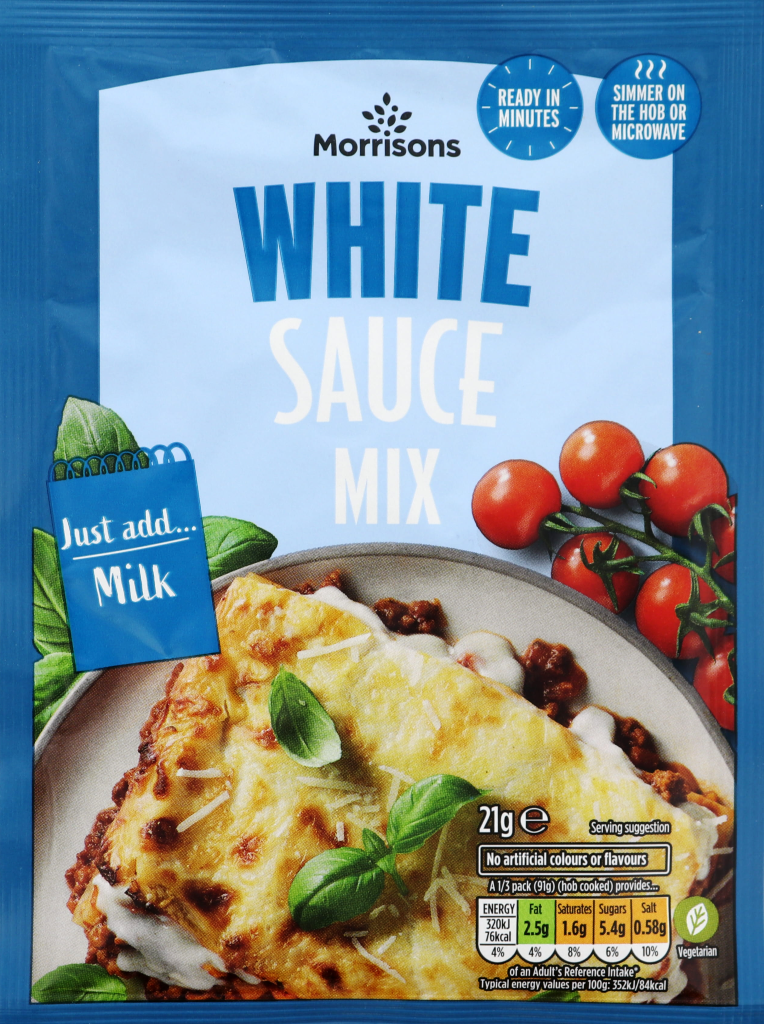 Morrisons
READY IN
MINUTES
SIMMER ON
THE HOB OR
MICROWAVE
WHITE
SAUCE
MIX
Just add...
Milk
21g ℮
Serving suggestion
No artificial colours or flavours
A 1/3 pack (91g) (hob cooked) provides...
ENERGY Fat Saturates Sugars Salt
320kJ
76kcal 2.5g 1.6g 5.4g 0.58g
4% 4% 8% 6% 10%
Vegetarian
of an Adult's Reference Intake*
Typical energy values per 100g: 352kJ/84kcal